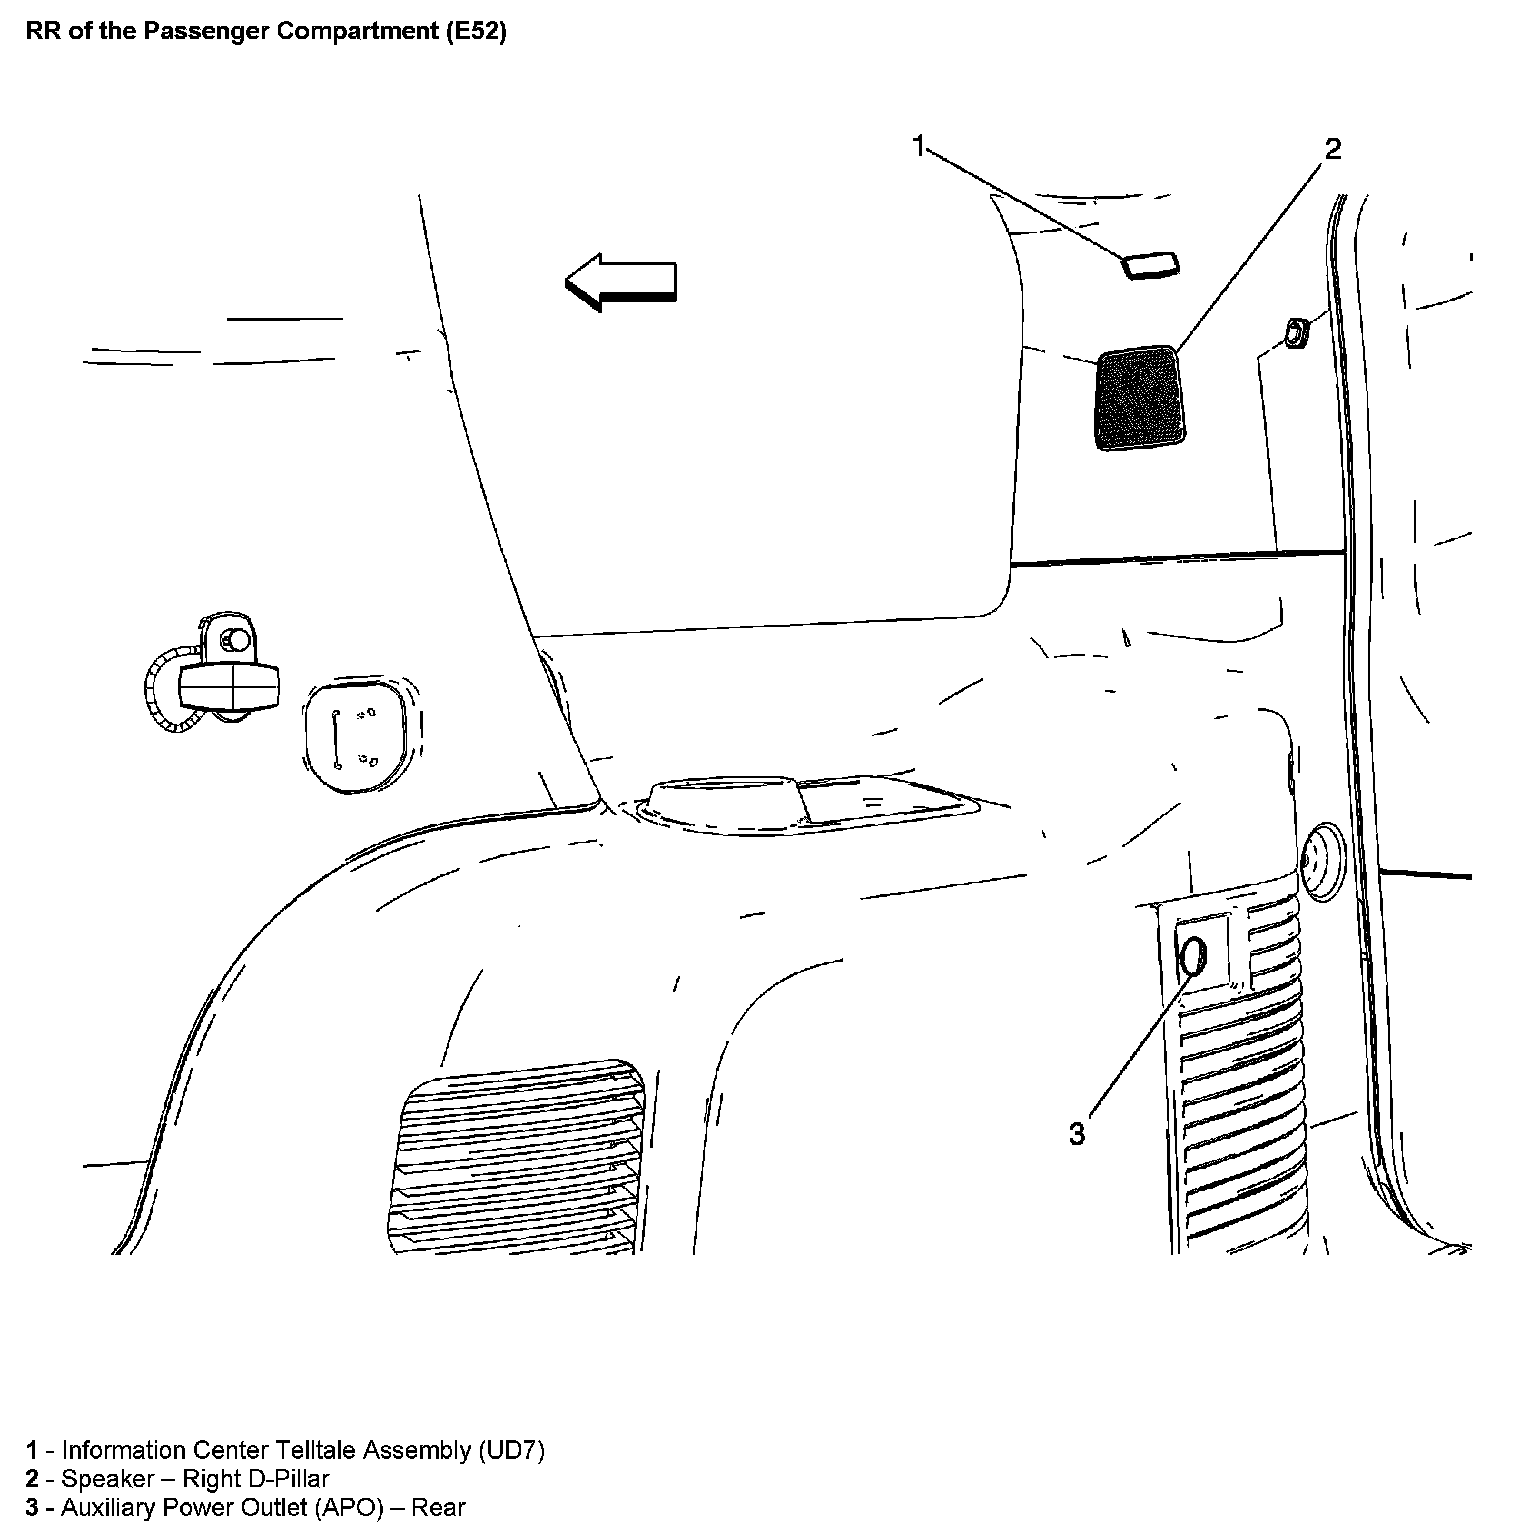 RR of the Passenger Compartment (E52)
1
2
3
1 - Information Center Telltale Assembly (UD7)
2 - Speaker – Right D-Pillar
3 - Auxiliary Power Outlet (APO) – Rear